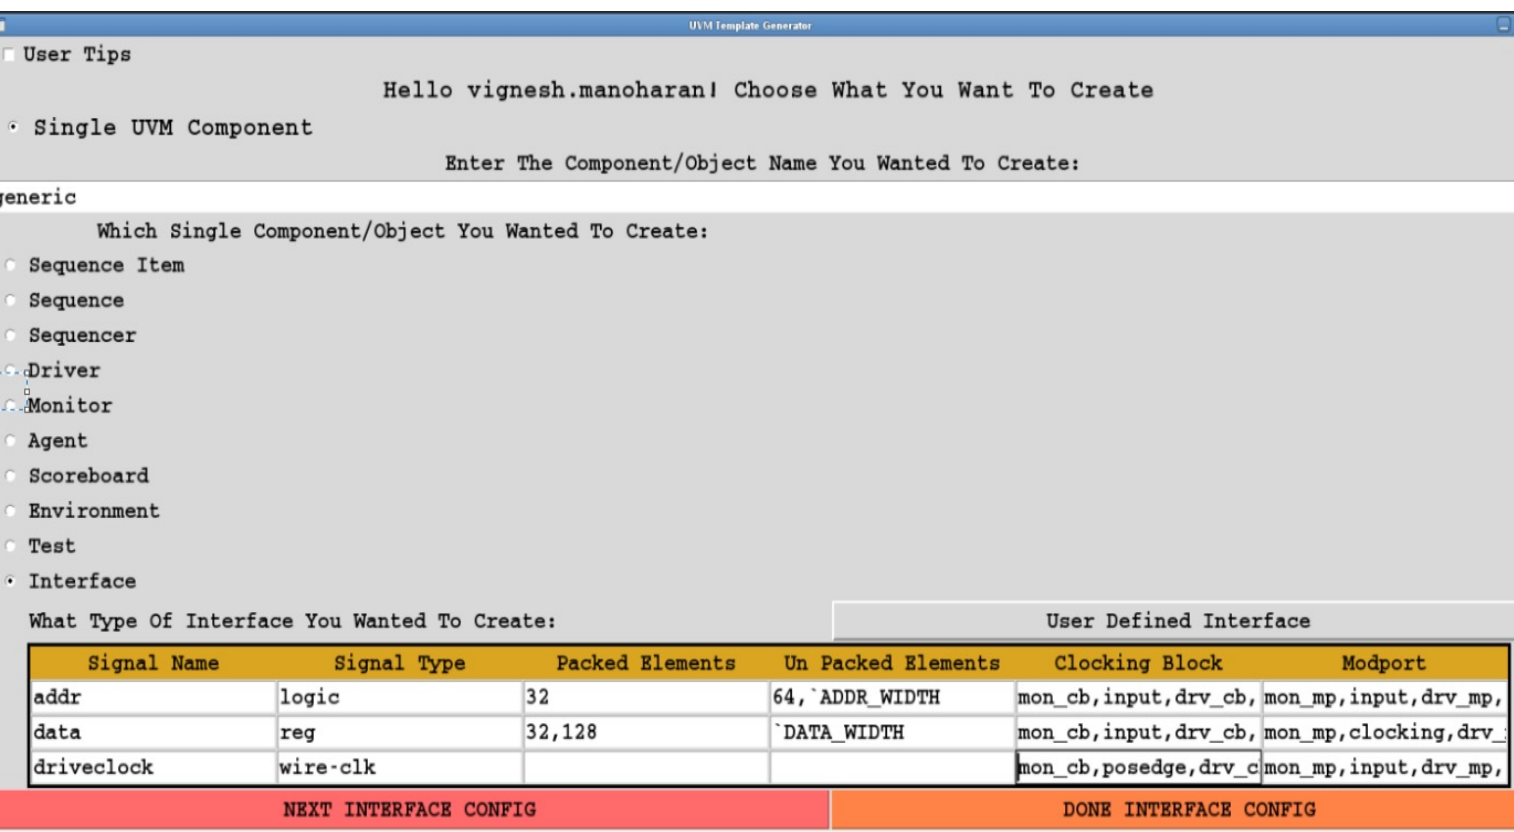 UVM Template Generator
User Tips
Hello vignesh.manoharan! Choose What You Want To Create
Single UVM Component
Enter The Component/Object Name You Wanted To Create:
generic
Which Single Component/Object You Wanted To Create:
Sequence Item
Sequence
Sequencer
Driver
Monitor
Agent
Scoreboard
Environment
Test
Interface
What Type Of Interface You Wanted To Create: User Defined Interface
Signal Name Signal Type Packed Elements Un Packed Elements Clocking Block Modport
addr logic 32 64,`ADDR_WIDTH mon_cb,input,drv_cb, mon_mp,input,drv_mp,
data reg 32,128 `DATA_WIDTH mon_cb,input,drv_cb, mon_mp,clocking,drv_
driveclock wire-clk mon_cb,posedge,drv_c mon_mp,input,drv_mp,
NEXT INTERFACE CONFIG DONE INTERFACE CONFIG